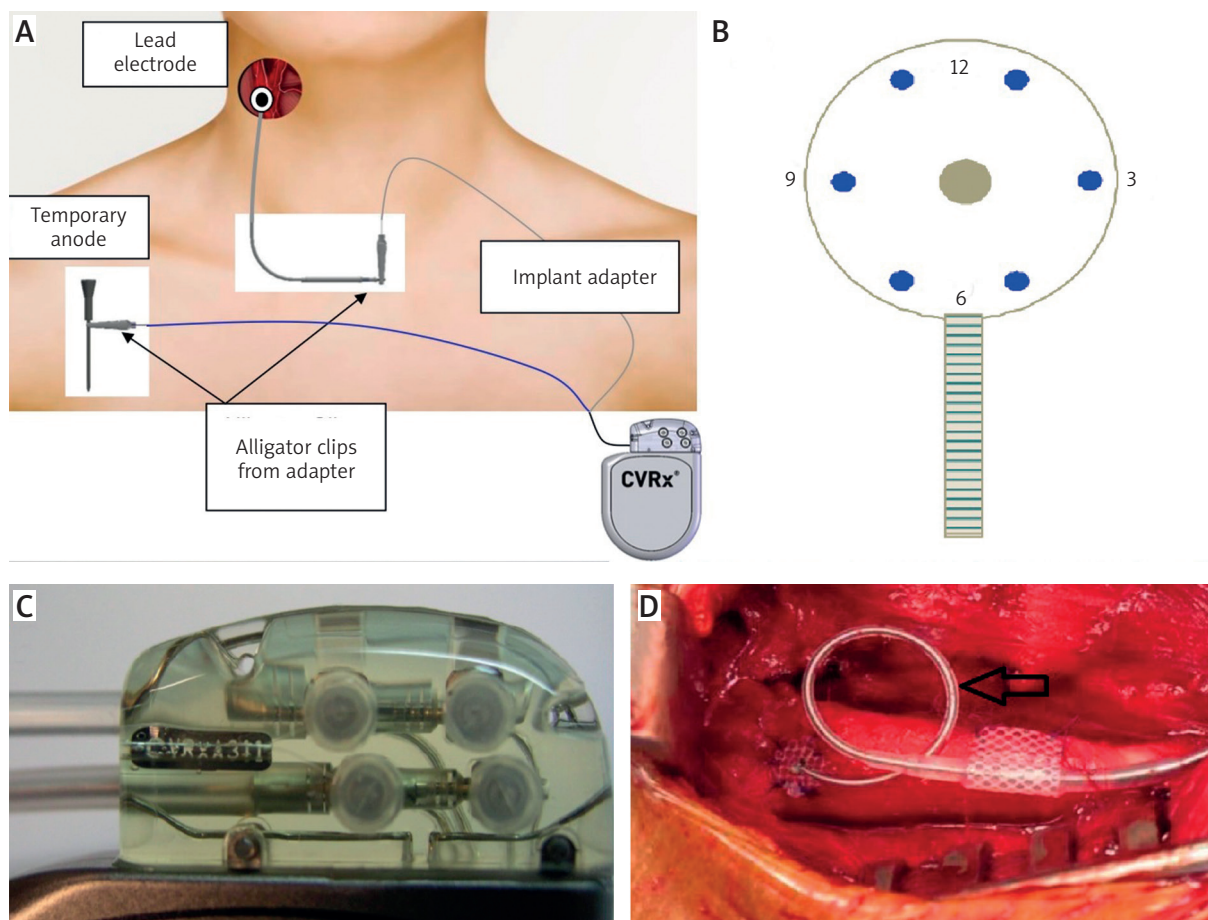 A
Lead
electrode
Temporary
anode
Implant adapter
Alligator clips
from adapter
CVRx®
B
12
9
3
6
C
D